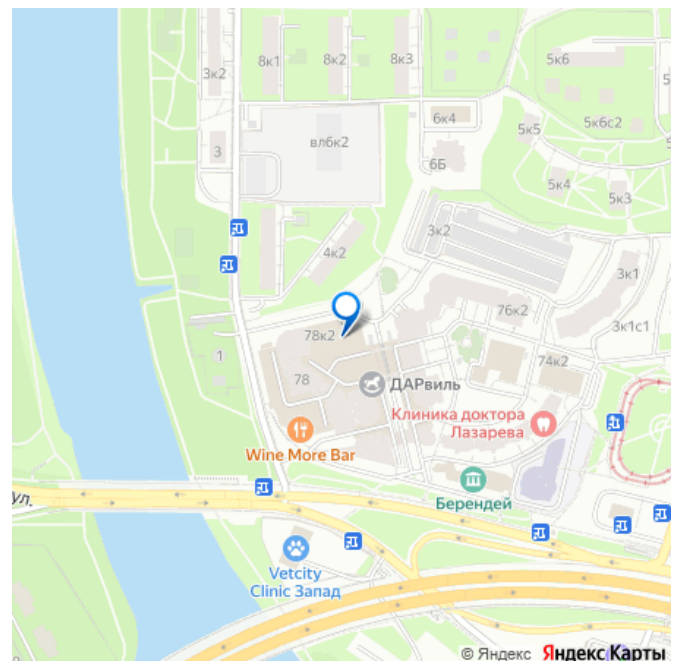 8к1
8к2
8к3
5к6
3к2
5
6к4
5к6с2
вл6к2
5к5
3
6Б
5к4
5к3
3к2
4к2
3к1
76к2
78к2
3к1с1
1
74к2
78
ДАРвиль
Клиника доктора
Лазарева
Wine More Bar
Берендей
ул.
Vetcity
Clinic Запад
© Яндекс Яндекс Карты